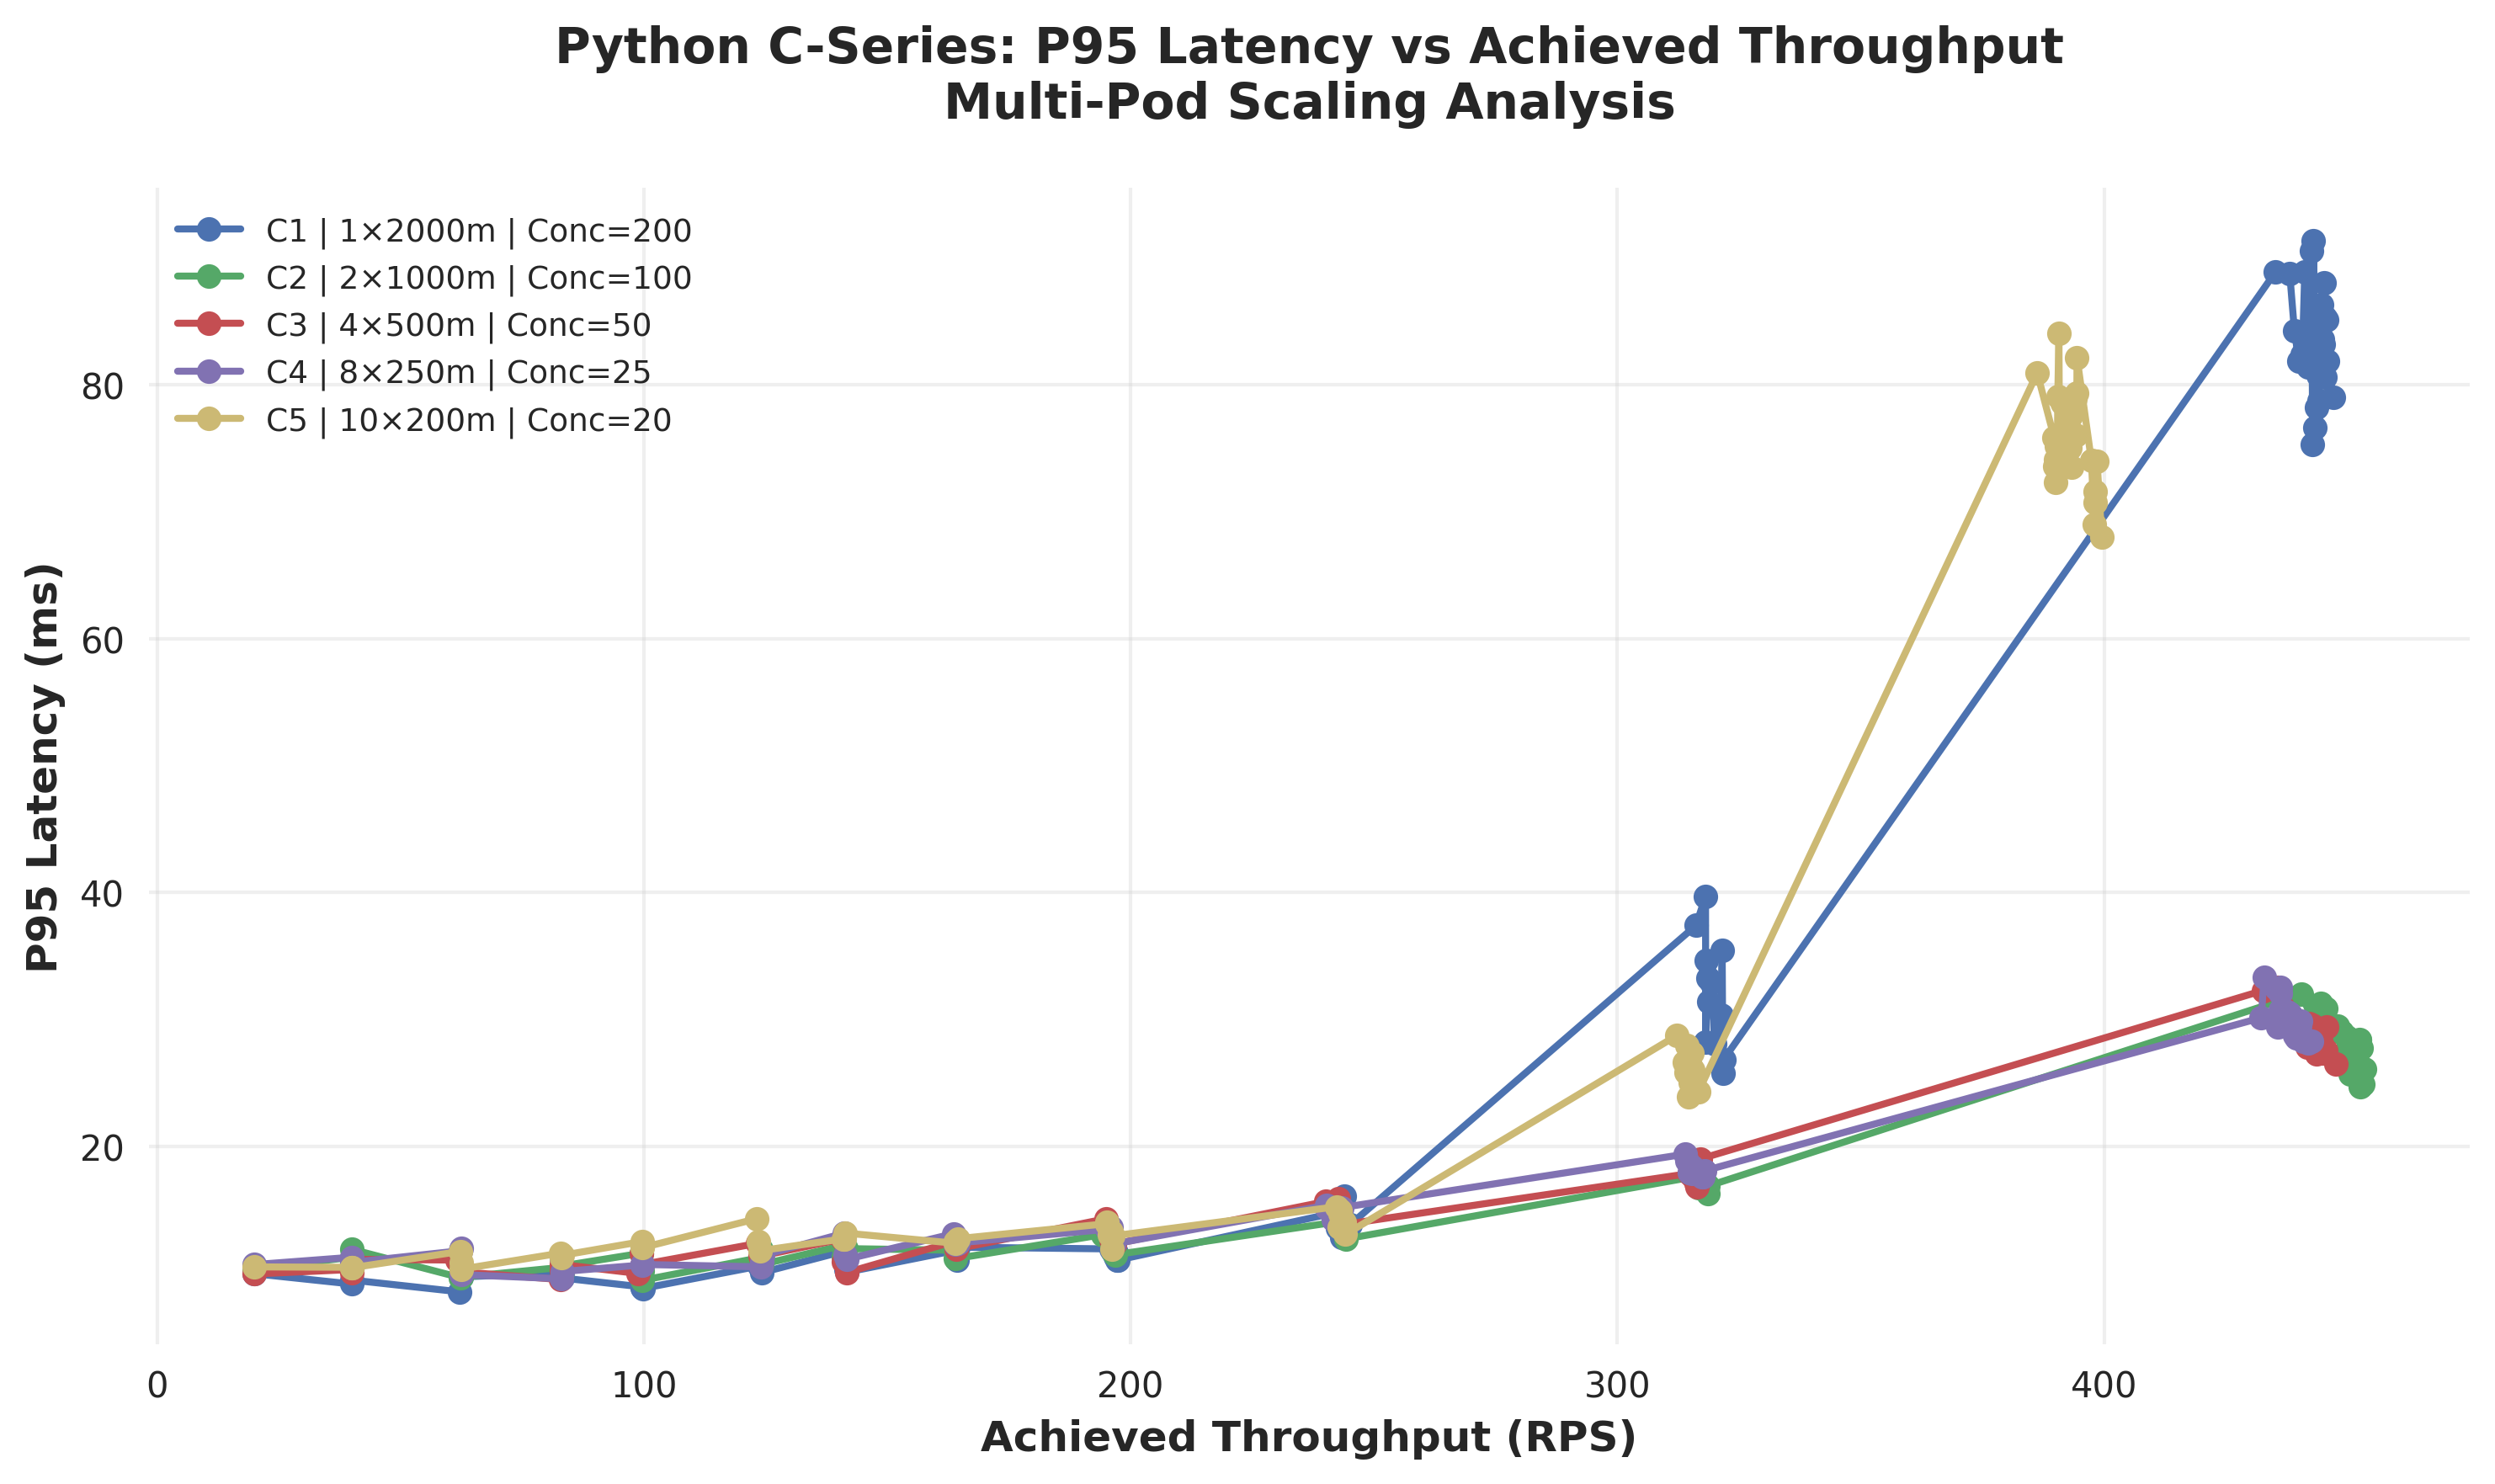 Python C-Series: P95 Latency vs Achieved Throughput
Multi-Pod Scaling Analysis
C1 | 1×2000m | Conc=200
C2 | 2×1000m | Conc=100
C3 | 4×500m | Conc=50
C4 | 8×250m | Conc=25
C5 | 10×200m | Conc=20
P95 Latency (ms)
80
60
40
20
0 100 200 300 400
Achieved Throughput (RPS)